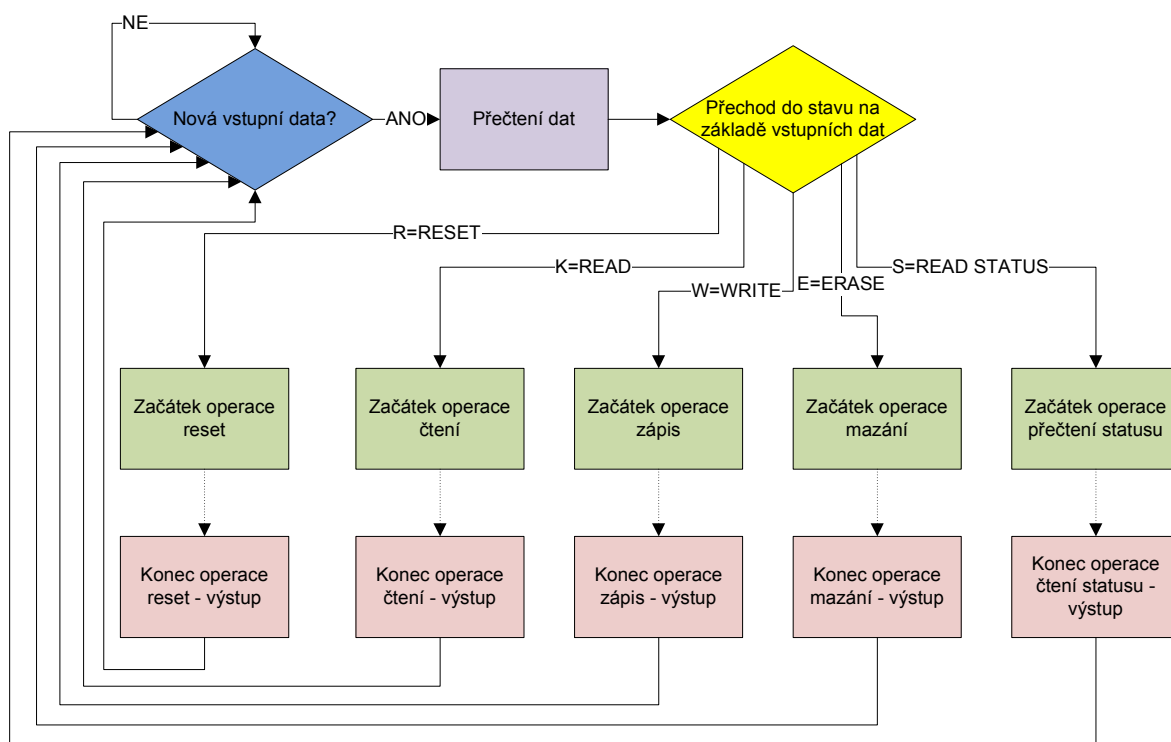 NE
Nová vstupní data?
ANO
Přečtení dat
Přechod do stavu na
základě vstupních dat
R=RESET
K=READ
W=WRITE
E=ERASE
S=READ STATUS
Začátek operace
reset
Začátek operace
čtení
Začátek operace
zápis
Začátek operace
mazání
Začátek operace
přečtení statusu
Konec operace
reset - výstup
Konec operace
čtení - výstup
Konec operace
zápis - výstup
Konec operace
mazání - výstup
Konec operace
čtení statusu -
výstup